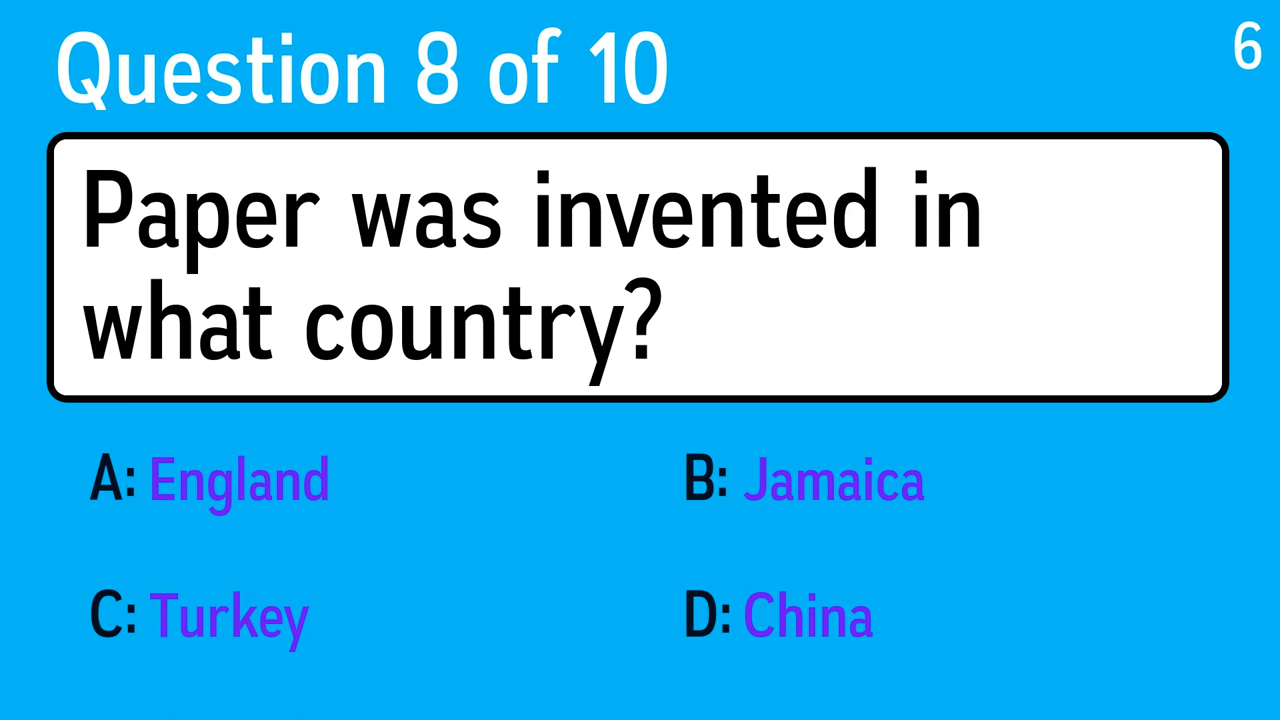 Question 8 of 10
6
Paper was invented in
what country?
A: England
B: Jamaica
C: Turkey
D: China